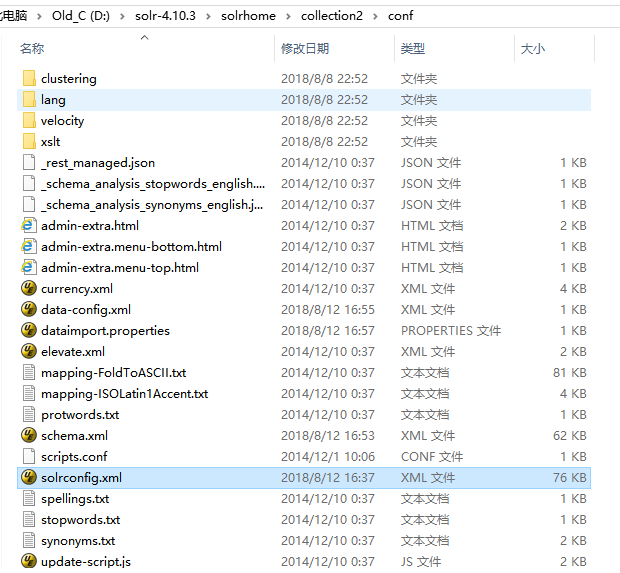 此电脑 › Old_C (D:) › solr-4.10.3 › solrhome › collection2 › conf
名称 修改日期 类型 大小
clustering 2018/8/8 22:52 文件夹
lang 2018/8/8 22:52 文件夹
velocity 2018/8/8 22:52 文件夹
xslt 2018/8/8 22:52 文件夹
_rest_managed.json 2014/12/10 0:37 JSON 文件 1 KB
_schema_analysis_stopwords_english.... 2014/12/10 0:37 JSON 文件 1 KB
_schema_analysis_synonyms_english.j... 2014/12/10 0:37 JSON 文件 1 KB
admin-extra.html 2014/12/10 0:37 HTML 文档 2 KB
admin-extra.menu-bottom.html 2014/12/10 0:37 HTML 文档 1 KB
admin-extra.menu-top.html 2014/12/10 0:37 HTML 文档 1 KB
currency.xml 2014/12/10 0:37 XML 文件 4 KB
data-config.xml 2018/8/12 16:55 XML 文件 1 KB
dataimport.properties 2018/8/12 16:57 PROPERTIES 文件 1 KB
elevate.xml 2014/12/10 0:37 XML 文件 2 KB
mapping-FoldToASCII.txt 2014/12/10 0:37 文本文档 81 KB
mapping-ISOLatin1Accent.txt 2014/12/10 0:37 文本文档 4 KB
protwords.txt 2014/12/10 0:37 文本文档 1 KB
schema.xml 2018/8/12 16:53 XML 文件 62 KB
scripts.conf 2014/12/1 10:06 CONF 文件 1 KB
solrconfig.xml 2018/8/12 16:37 XML 文件 76 KB
spellings.txt 2014/12/10 0:37 文本文档 1 KB
stopwords.txt 2014/12/10 0:37 文本文档 1 KB
synonyms.txt 2014/12/10 0:37 文本文档 2 KB
update-script.js 2014/12/10 0:37 JS 文件 2 KB